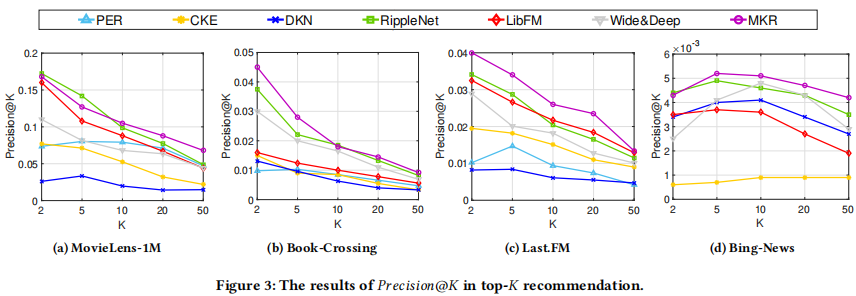 PER CKE DKN RippleNet LibFM Wide&Deep MKR
Precision@K
0.2
0.15
0.1
0.05
0
2 5 10 20 50
K
(a) MovieLens-1M
Precision@K
0.05
0.04
0.03
0.02
0.01
0
2 5 10 20 50
K
(b) Book-Crossing
Precision@K
0.04
0.03
0.02
0.01
0
2 5 10 20 50
K
(c) Last.FM
Precision@K
×10⁻³
6
5
4
3
2
1
0
2 5 10 20 50
K
(d) Bing-News
Figure 3: The results of Precision@K in top-K recommendation.